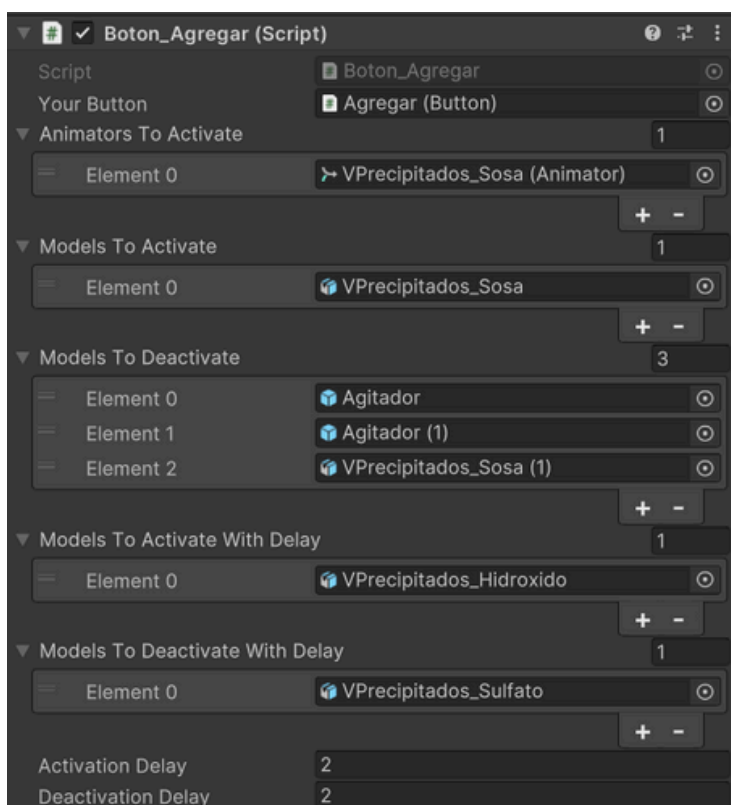 Boton_Agregar (Script)
Script Boton_Agregar
Your Button Agregar (Button)
Animators To Activate 1
Element 0 VPrecipitados_Sosa (Animator)
+ -
Models To Activate 1
Element 0 VPrecipitados_Sosa
+ -
Models To Deactivate 3
Element 0 Agitador
Element 1 Agitador (1)
Element 2 VPrecipitados_Sosa (1)
+ -
Models To Activate With Delay 1
Element 0 VPrecipitados_Hidroxido
+ -
Models To Deactivate With Delay 1
Element 0 VPrecipitados_Sulfato
+ -
Activation Delay 2
Deactivation Delay 2